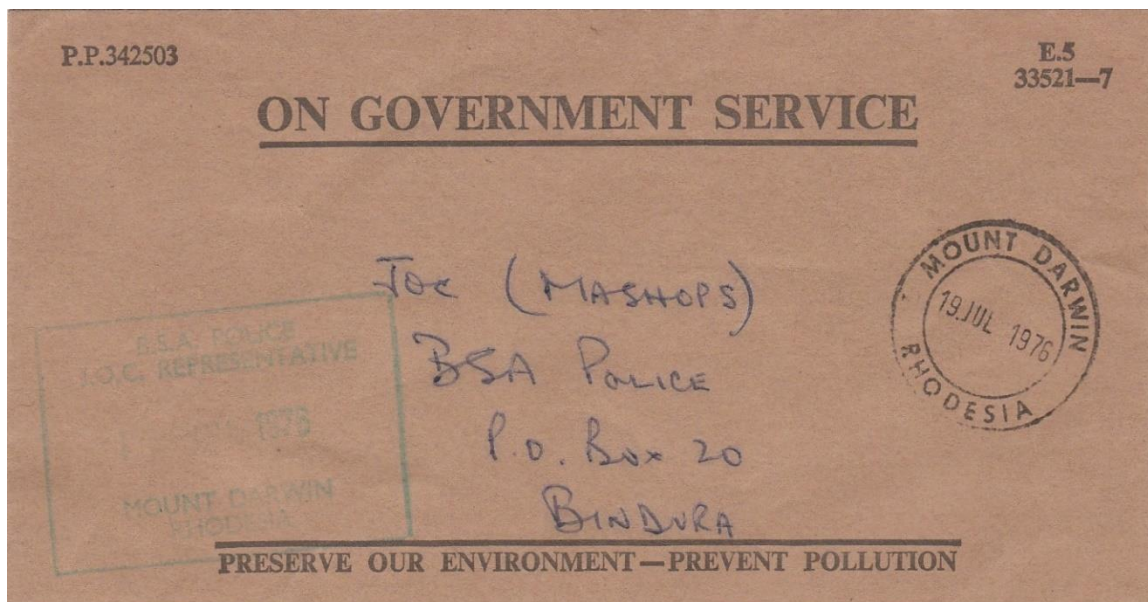 P.P.342503
E.5
33521—7
ON GOVERNMENT SERVICE
MOUNT DARWIN
19.JUL 1976
RHODESIA
JOC (MASHOPS)
BSA POLICE
P.O. BOX 20
BINDURA
B.S.A. POLICE
J.O.C. REPRESENTATIVE
MOUNT DARWIN
RHODESIA
PRESERVE OUR ENVIRONMENT—PREVENT POLLUTION